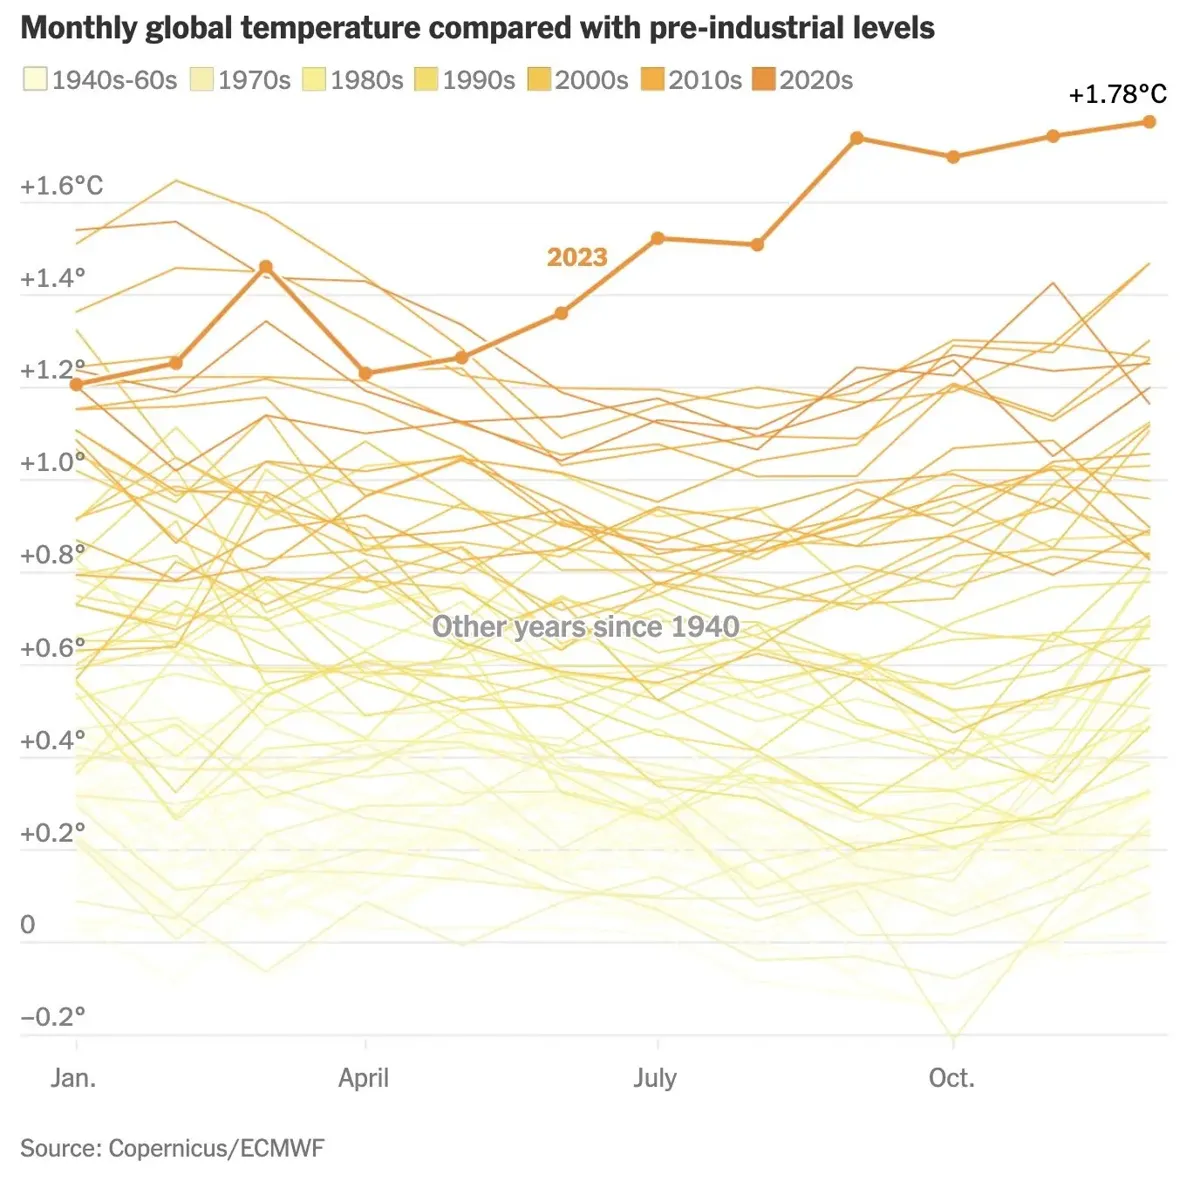 Monthly global temperature compared with pre-industrial levels
1940s-60s 1970s 1980s 1990s 2000s 2010s 2020s
+1.78°C
+1.6°C
2023
+1.4°
+1.2°
+1.0°
+0.8°
Other years since 1940
+0.6°
+0.4°
+0.2°
0
−0.2°
Jan. April July Oct.
Source: Copernicus/ECMWF